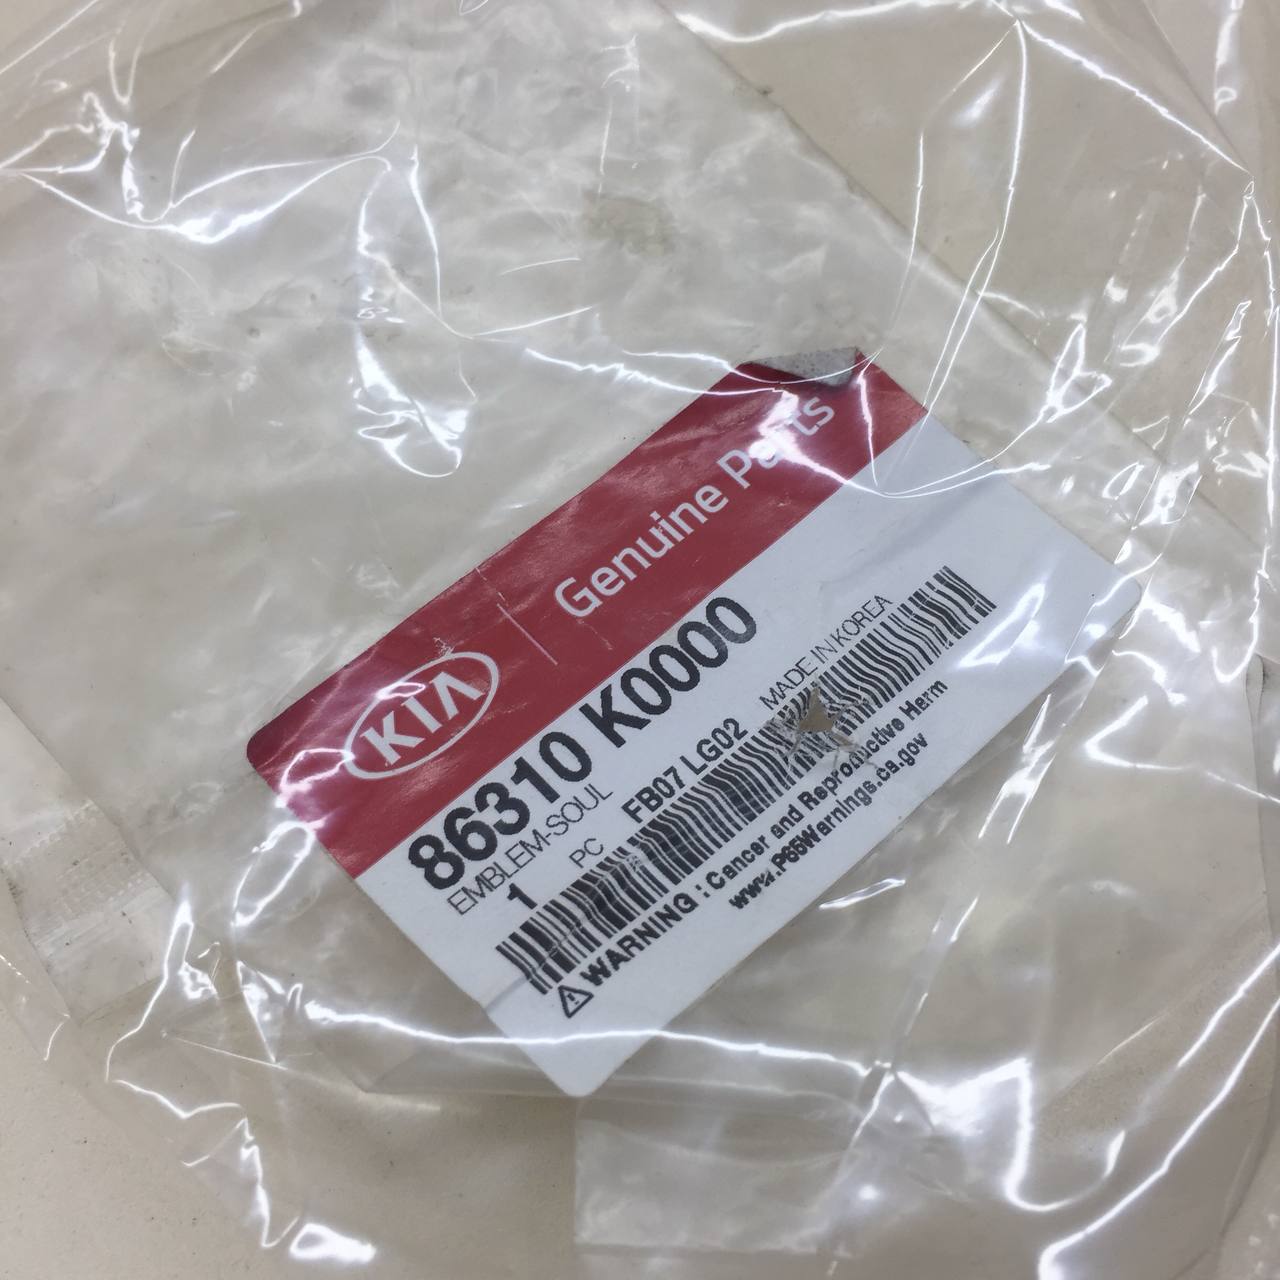 KIA
Genuine Parts
86310 K0000
EMBLEM-SOUL
1 PC FB07 LG02 MADE IN KOREA
WARNING : Cancer and Reproductive Herm
www.P65Warnings.ca.gov